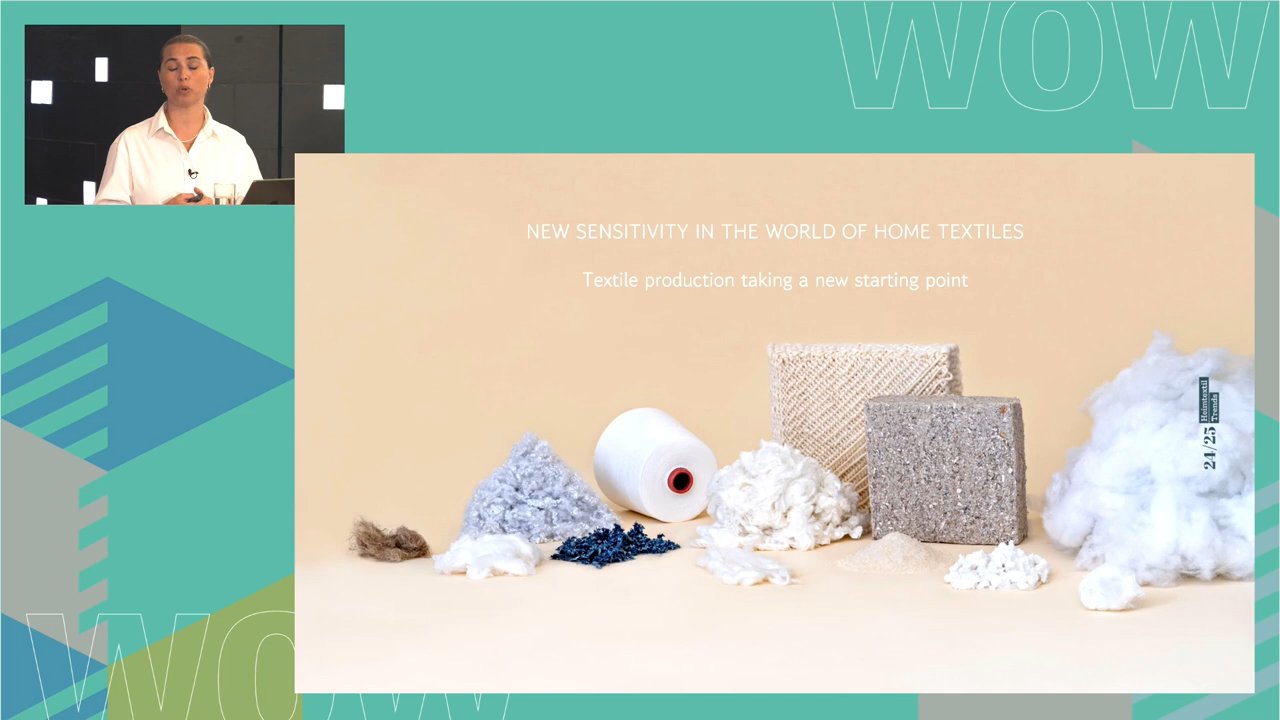 WOW
NEW SENSITIVITY IN THE WORLD OF HOME TEXTILES
Textile production taking a new starting point
24/25 Heimtextil
Trends
WOW